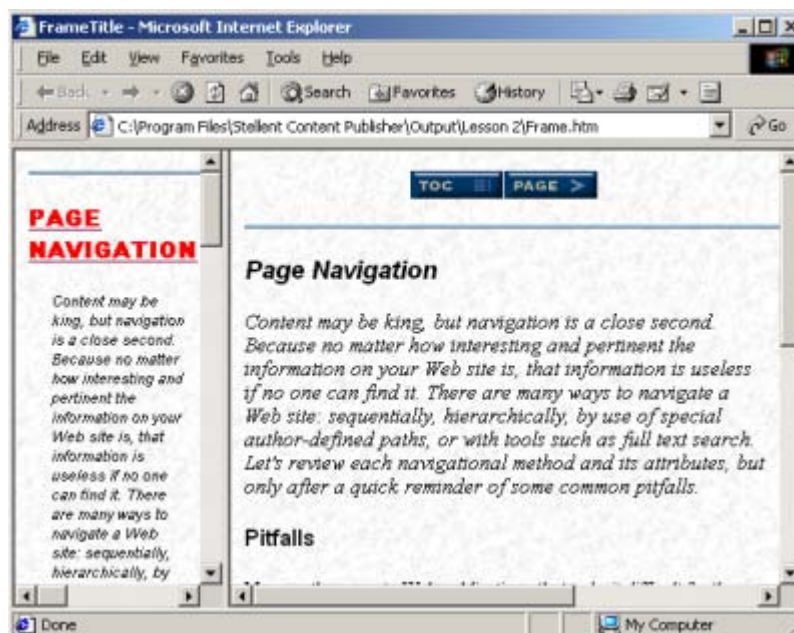 FrameTitle - Microsoft Internet Explorer
File Edit View Favorites Tools Help
Back Search Favorites History
Address C:\Program Files\Stellent Content Publisher\Output\Lesson 2\Frame.htm Go
PAGE
NAVIGATION
Content may be
king, but navigation
is a close second.
Because no matter
how interesting and
pertinent the
information on your
Web site is, that
information is
useless if no one
can find it. There
are many ways to
navigate a Web
site: sequentially,
hierarchically, by
TOC PAGE >
Page Navigation
Content may be king, but navigation is a close second.
Because no matter how interesting and pertinent the
information on your Web site is, that information is useless
if no one can find it. There are many ways to navigate a
Web site: sequentially, hierarchically, by use of special
author-defined paths, or with tools such as full text search.
Let's review each navigational method and its attributes, but
only after a quick reminder of some common pitfalls.
Pitfalls
Done My Computer